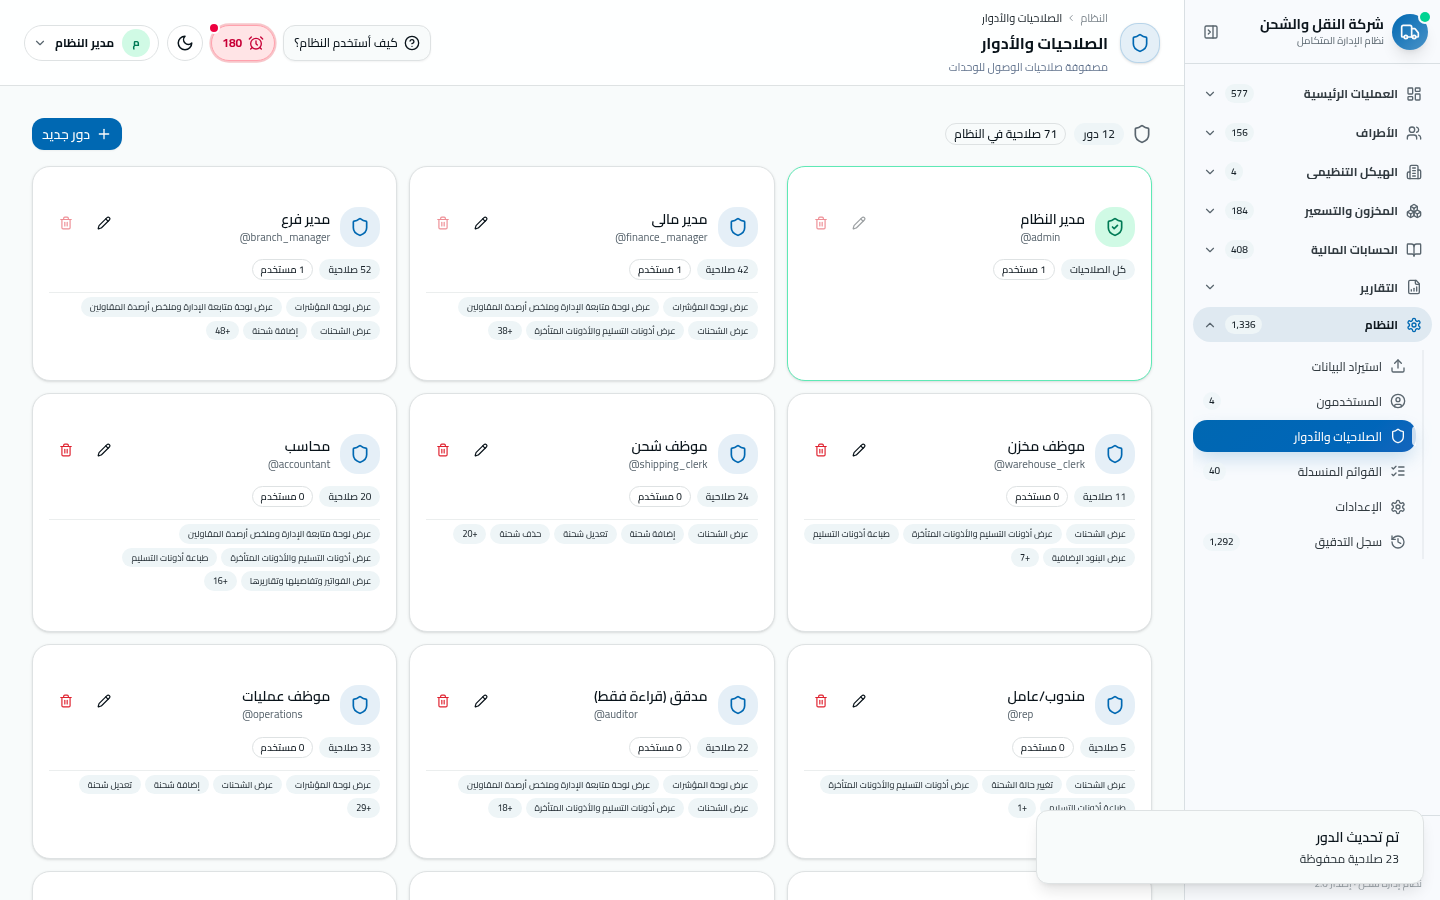 شركة النقل والشحن
نظام الإدارة المتكامل
العمليات الرئيسية 577
الأطراف 156
الهيكل التنظيمي 4
المخزون والتسعير 184
الحسابات المالية 408
التقارير
النظام 1,336
استيراد البيانات
المستخدمون 4
الصلاحيات والأدوار
القوائم المنسدلة 40
الإعدادات
سجل التدقيق 1,292
النظام › الصلاحيات والأدوار
الصلاحيات والأدوار
مصفوفة صلاحيات الوصول للوحدات
كيف أستخدم النظام؟
180
م مدير النظام
12 دور 71 صلاحية في النظام
دور جديد
مدير النظام
@admin
كل الصلاحيات 1 مستخدم
مدير مالي
@finance_manager
42 صلاحية 1 مستخدم
عرض لوحة المؤشرات عرض لوحة متابعة الإدارة وملخص أرصدة المقاولين
عرض الشحنات عرض أذونات التسليم والأذونات المتأخرة +38
مدير فرع
@branch_manager
52 صلاحية 1 مستخدم
عرض لوحة المؤشرات عرض لوحة متابعة الإدارة وملخص أرصدة المقاولين
عرض الشحنات إضافة شحنة +48
موظف مخزن
@warehouse_clerk
11 صلاحية 0 مستخدم
عرض الشحنات عرض أذونات التسليم والأذونات المتأخرة طباعة أذونات التسليم
عرض البنود الإضافية +7
موظف شحن
@shipping_clerk
24 صلاحية 0 مستخدم
عرض الشحنات إضافة شحنة تعديل شحنة حذف شحنة +20
محاسب
@accountant
20 صلاحية 0 مستخدم
عرض لوحة متابعة الإدارة وملخص أرصدة المقاولين
عرض أذونات التسليم والأذونات المتأخرة طباعة أذونات التسليم
عرض الفواتير وتفاصيلها وتقاريرها +16
مندوب/عامل
@rep
5 صلاحية 0 مستخدم
عرض الشحنات تغيير حالة الشحنة عرض أذونات التسليم والأذونات المتأخرة
طباعة أذونات التسليم +1
مدقق (قراءة فقط)
@auditor
22 صلاحية 0 مستخدم
عرض لوحة المؤشرات عرض لوحة متابعة الإدارة وملخص أرصدة المقاولين
عرض الشحنات عرض أذونات التسليم والأذونات المتأخرة +18
موظف عمليات
@operations
33 صلاحية 0 مستخدم
عرض لوحة المؤشرات عرض الشحنات إضافة شحنة تعديل شحنة
+29
تم تحديث الدور
23 صلاحية محفوظة